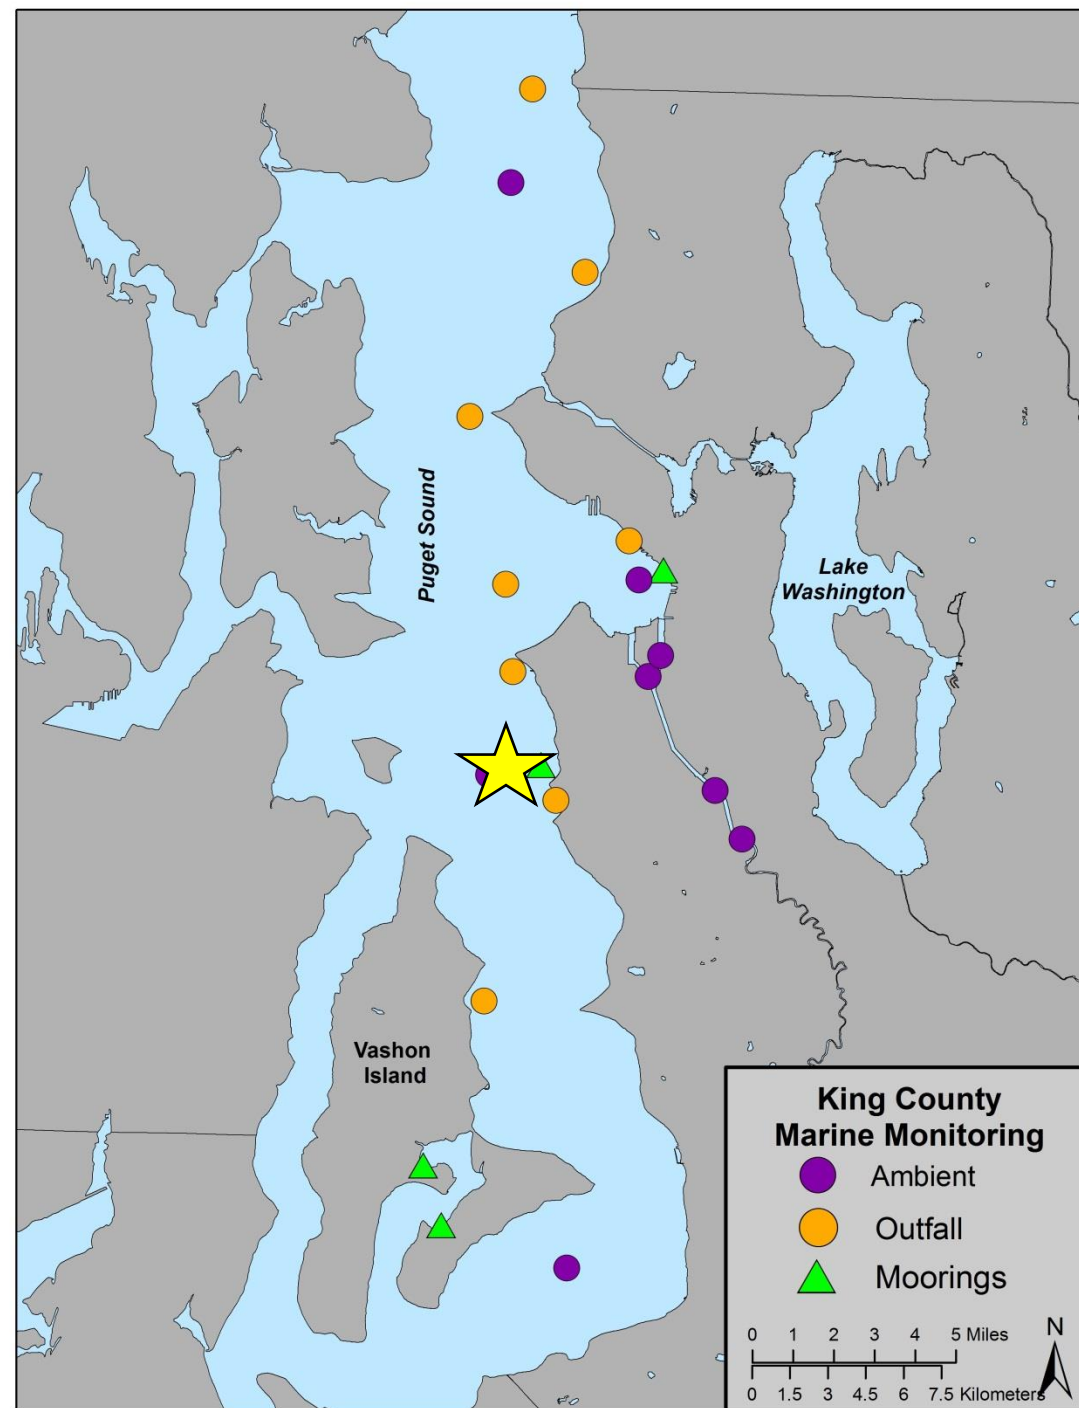 Puget Sound
Lake
Washington
Vashon
Island
King County
Marine Monitoring
Ambient
Outfall
Moorings
0 1 2 3 4 5 Miles
N
0 1.5 3 4.5 6 7.5 Kilometers